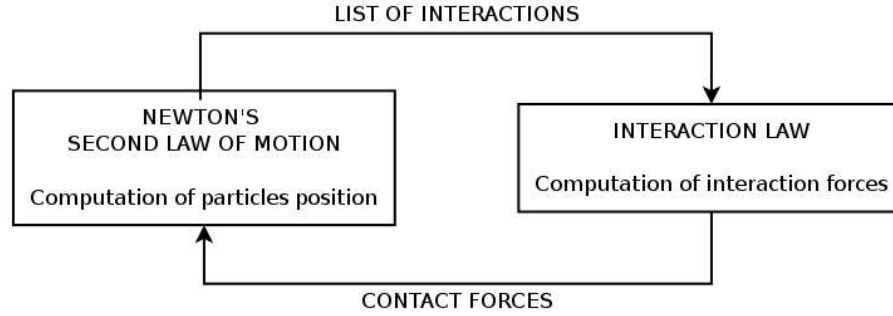 LIST OF INTERACTIONS
NEWTON'S
SECOND LAW OF MOTION
Computation of particles position
INTERACTION LAW
Computation of interaction forces
CONTACT FORCES